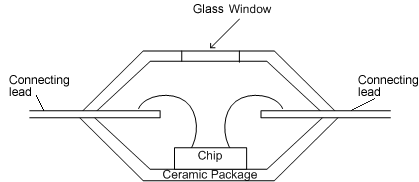 Glass Window
Connecting
lead
Connecting
lead
Chip
Ceramic Package